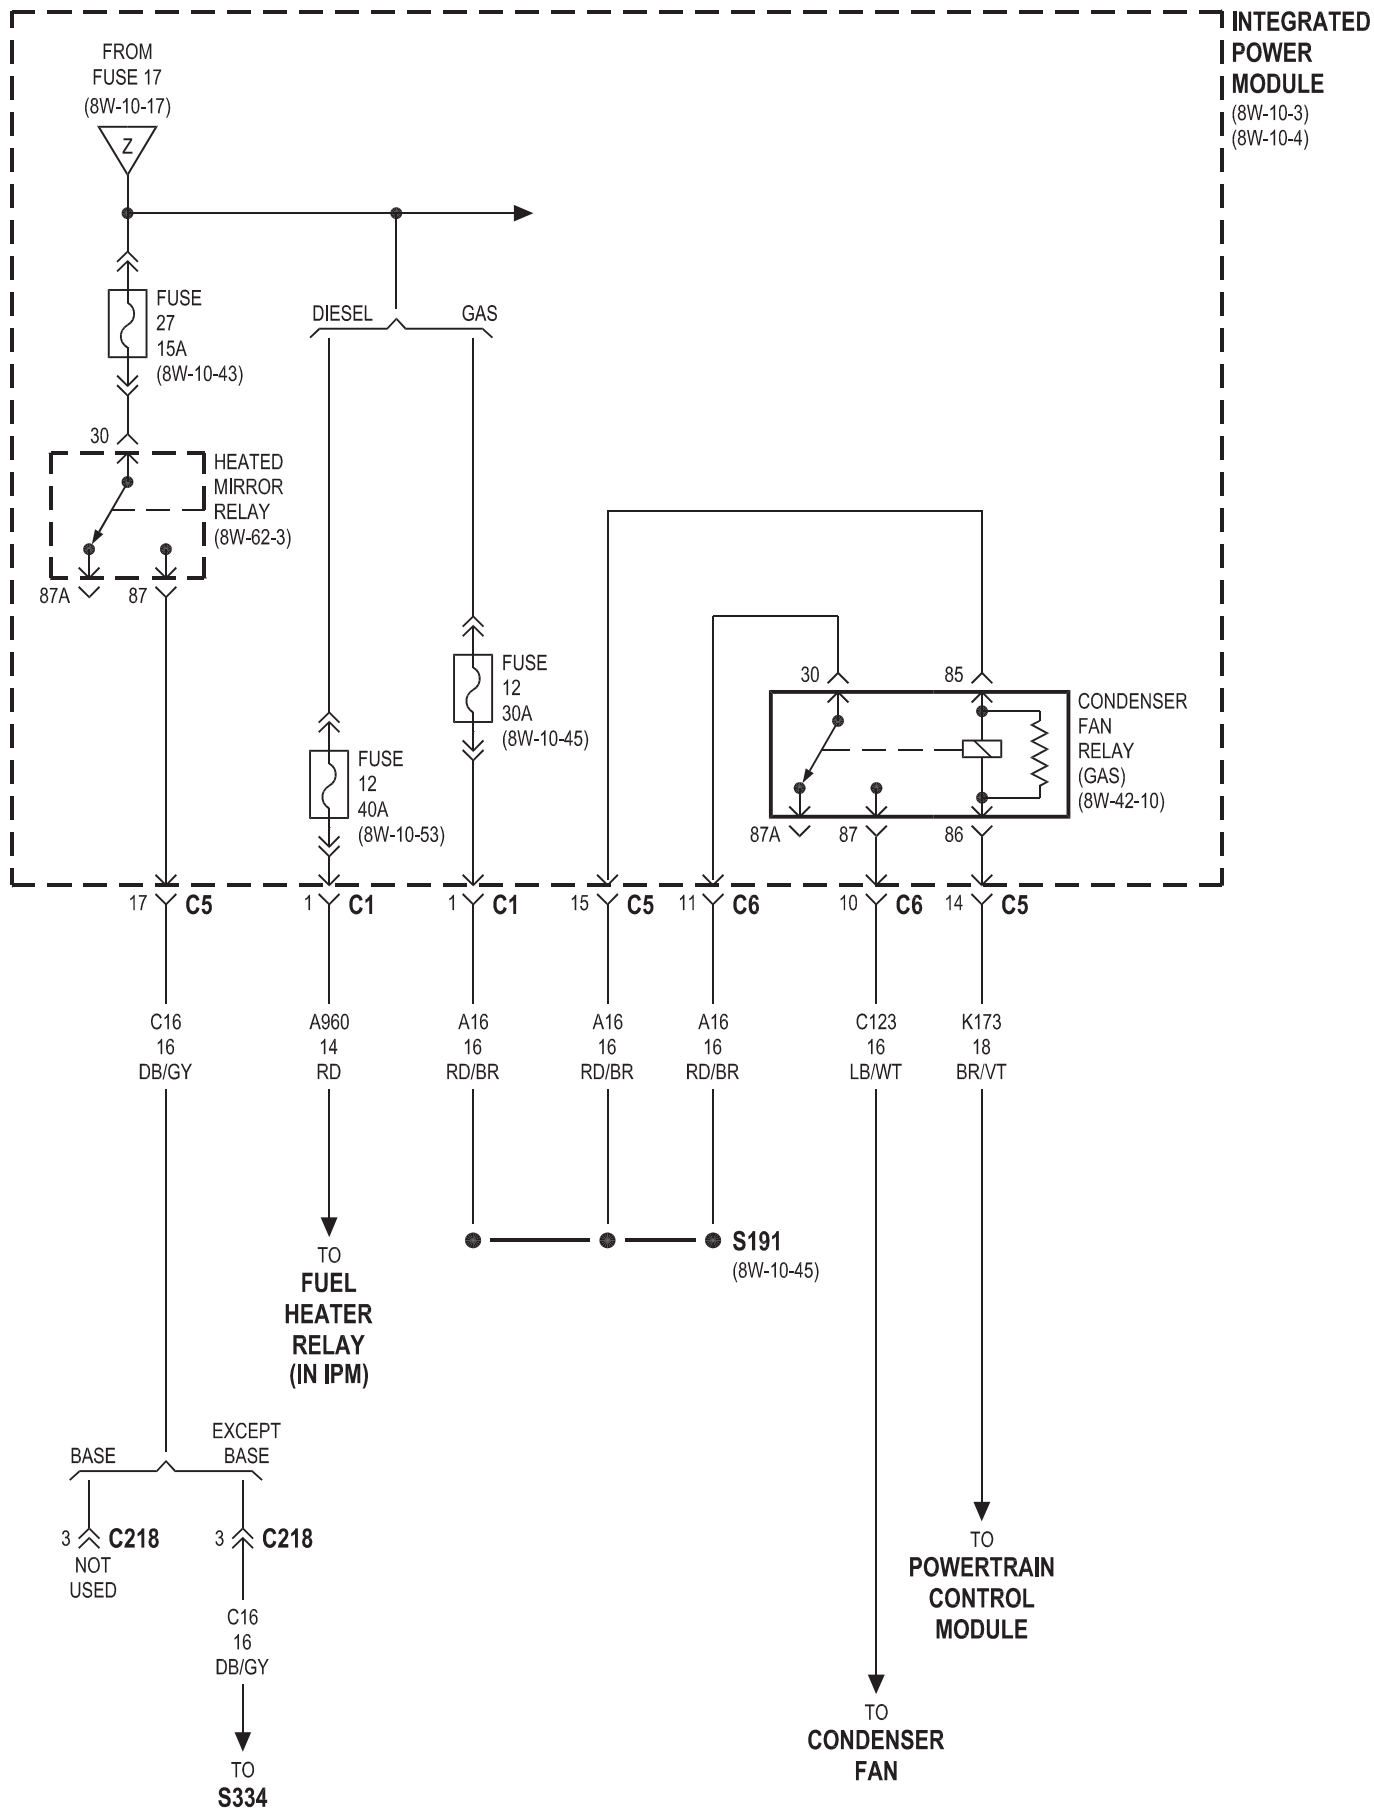 INTEGRATED
POWER
MODULE
(8W-10-3)
(8W-10-4)
FROM
FUSE 17
(8W-10-17)
Z
FUSE
27
15A
(8W-10-43)
DIESEL
GAS
30
HEATED
MIRROR
RELAY
(8W-62-3)
87A
87
FUSE
12
30A
(8W-10-45)
FUSE
12
40A
(8W-10-53)
30
85
CONDENSER
FAN
RELAY
(GAS)
(8W-42-10)
87A
87
86
17 C5
1 C1
1 C1
15 C5
11 C6
10 C6
14 C5
C16
16
DB/GY
A960
14
RD
A16
16
RD/BR
A16
16
RD/BR
A16
16
RD/BR
C123
16
LB/WT
K173
18
BR/VT
S191
(8W-10-45)
TO
FUEL
HEATER
RELAY
(IN IPM)
BASE
EXCEPT
BASE
3 C218
NOT
USED
3 C218
C16
16
DB/GY
TO
S334
TO
POWERTRAIN
CONTROL
MODULE
TO
CONDENSER
FAN